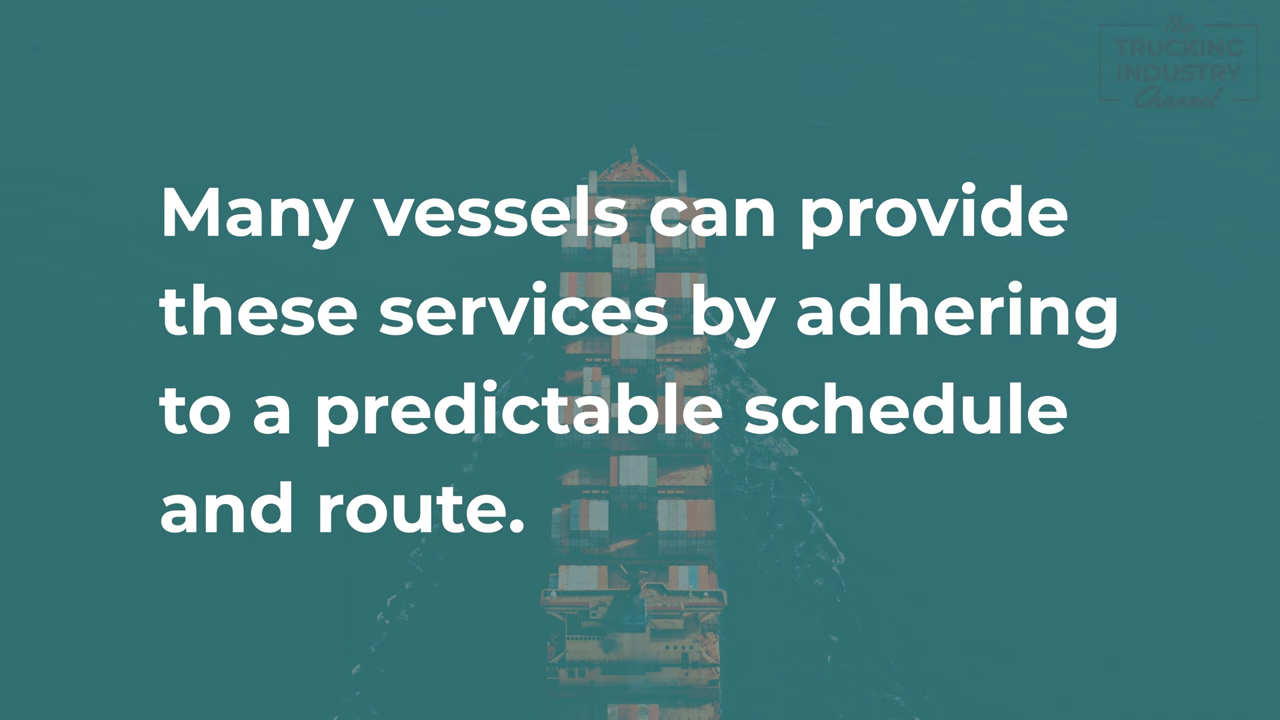 The
TRUCKING
INDUSTRY
Channel
Many vessels can provide
these services by adhering
to a predictable schedule
and route.